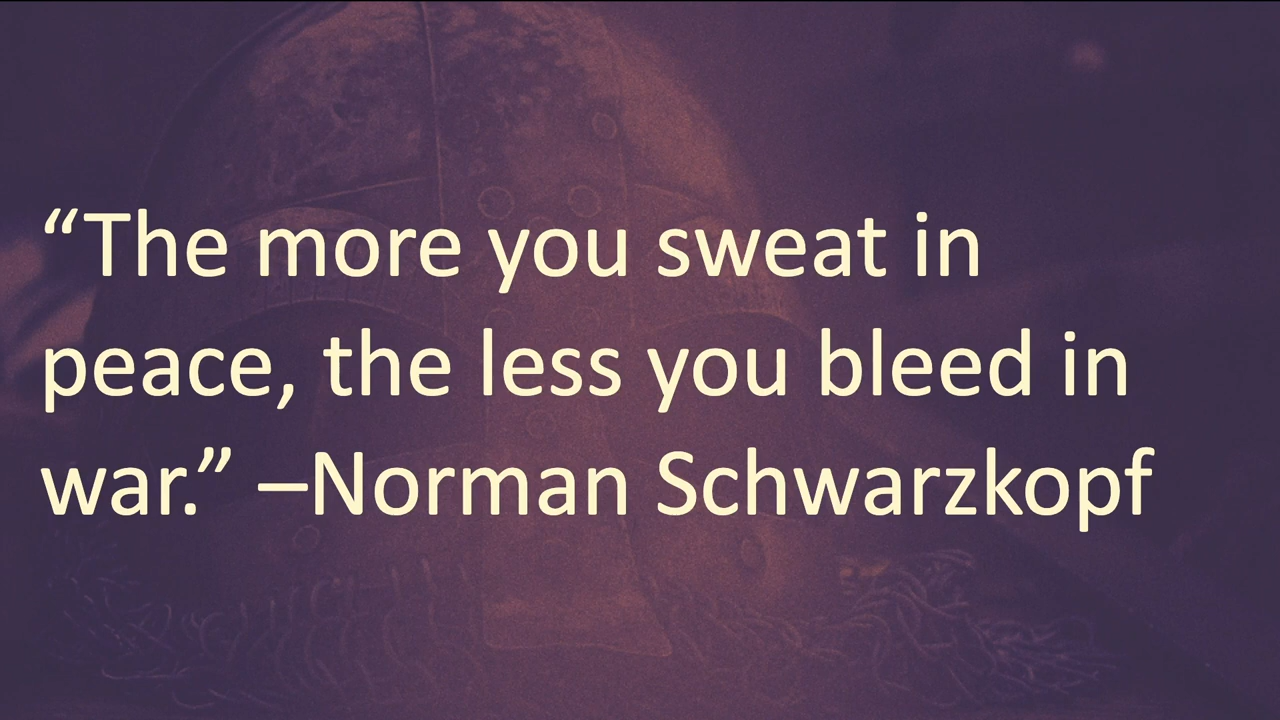 “The more you sweat in
peace, the less you bleed in
war.” –Norman Schwarzkopf